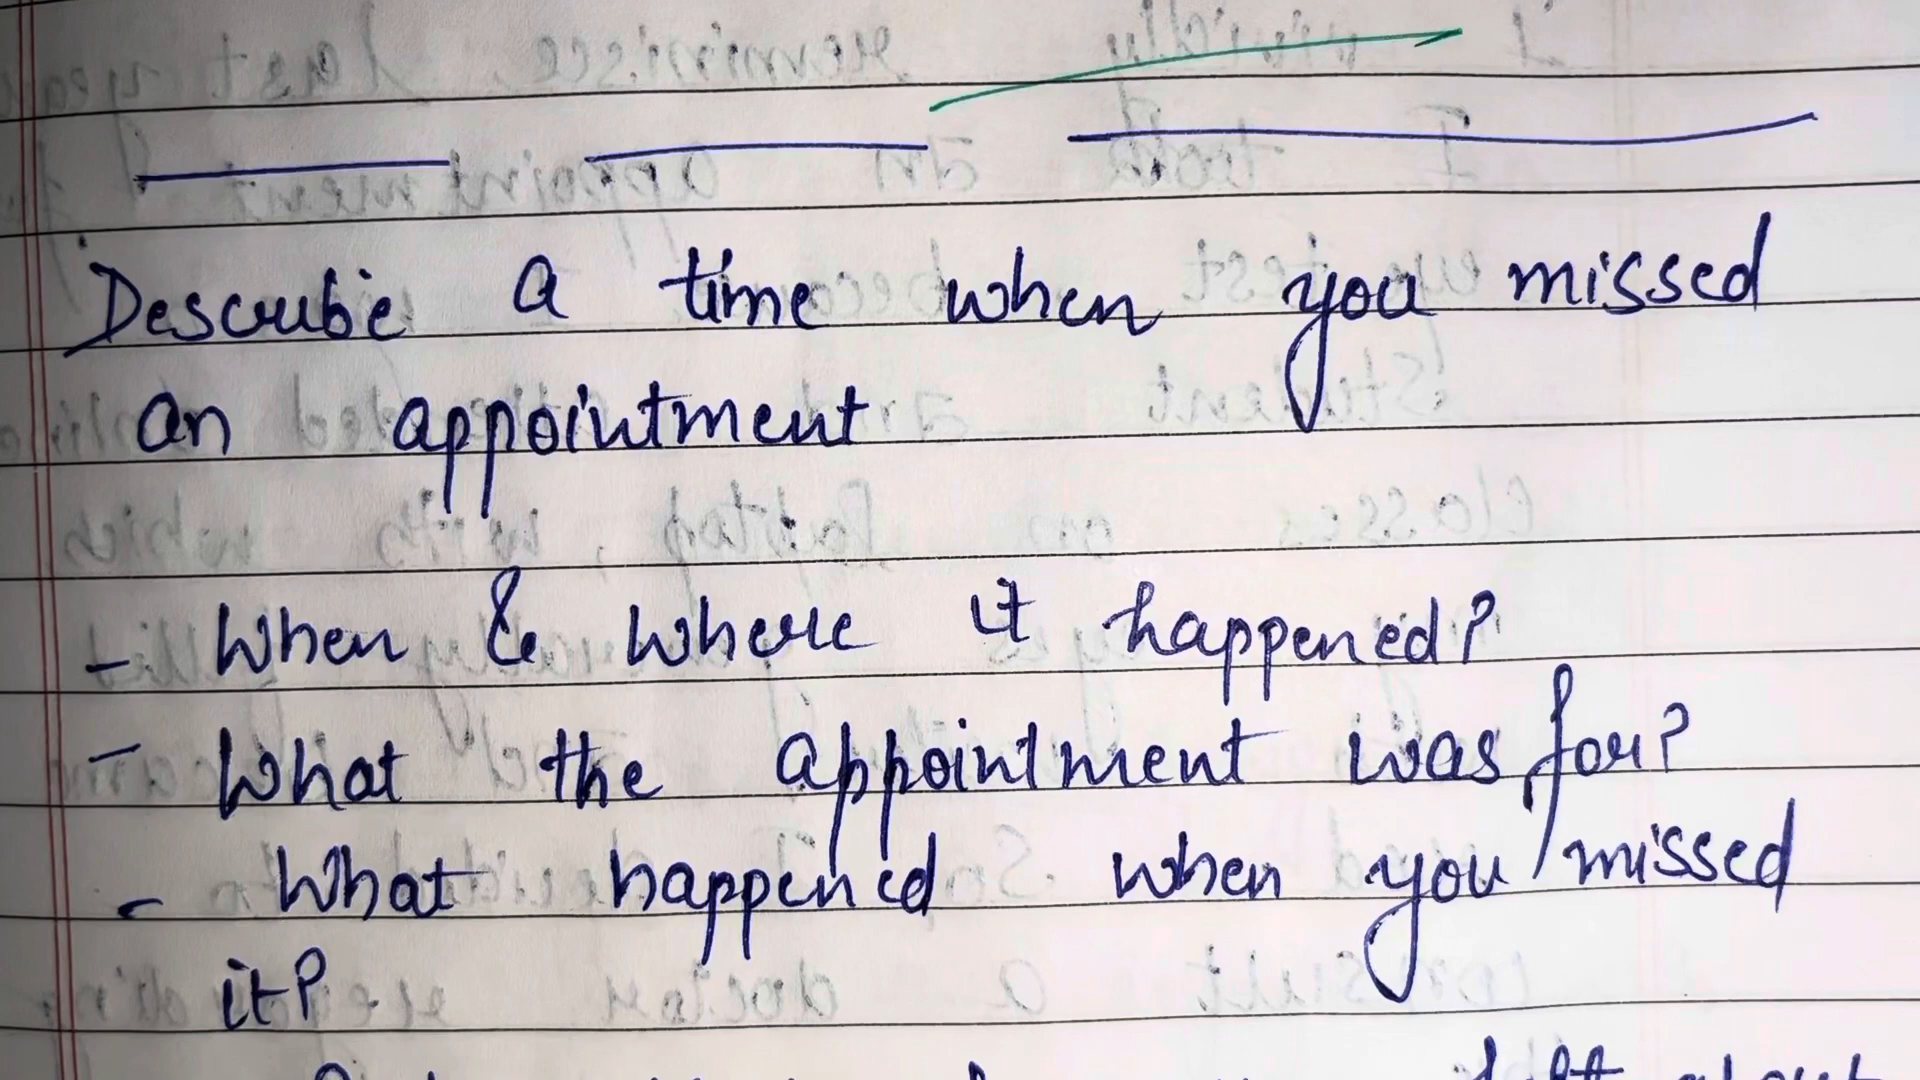 Describe a time when you missed
an appointment
- When & where it happened?
- What the appointment was for?
- What happened when you missed
it?